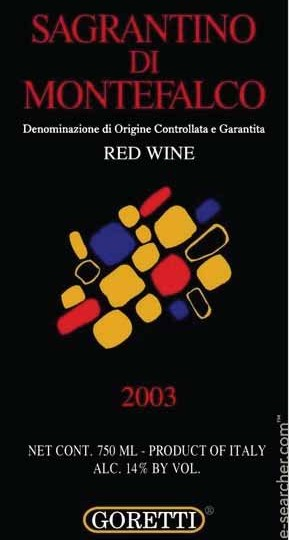 SAGRANTINO
DI
MONTEFALCO
Denominazione di Origine Controllata e Garantita
RED WINE
2003
NET CONT. 750 ML - PRODUCT OF ITALY
ALC. 14% BY VOL.
GORETTI®
e-searcher.com™